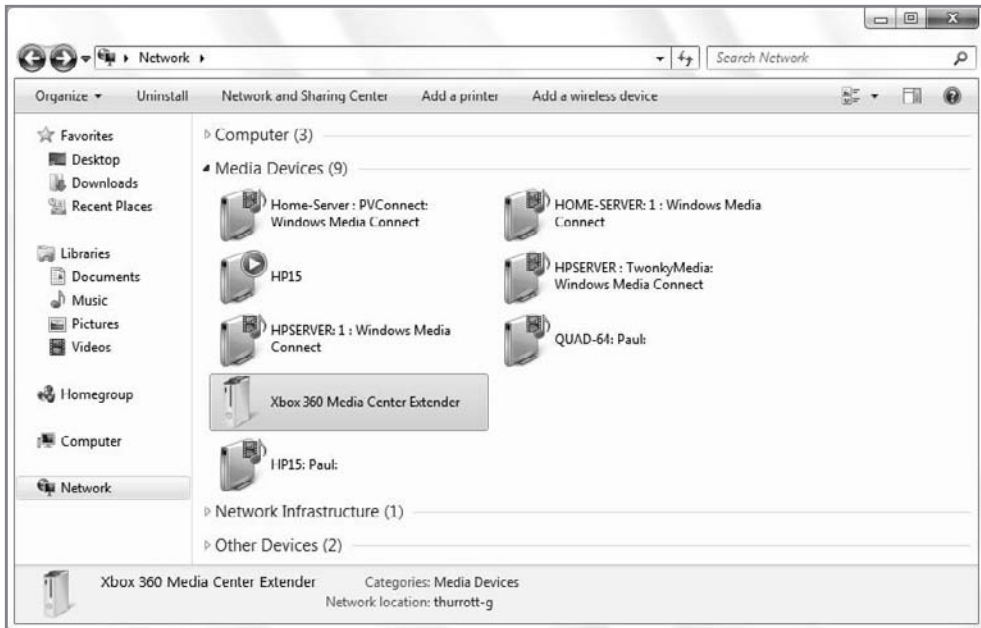 Network
Search Network
Organize
Uninstall
Network and Sharing Center
Add a printer
Add a wireless device
Favorites
Desktop
Downloads
Recent Places
Libraries
Documents
Music
Pictures
Videos
Homegroup
Computer
Network
Computer (3)
Media Devices (9)
Home-Server : PVConnect:
Windows Media Connect
HOME-SERVER: 1 : Windows Media
Connect
HP15
HPSERVER : TwonkyMedia:
Windows Media Connect
HPSERVER: 1 : Windows Media
Connect
QUAD-64: Paul:
Xbox 360 Media Center Extender
HP15: Paul:
Network Infrastructure (1)
Other Devices (2)
Xbox 360 Media Center Extender
Categories: Media Devices
Network location: thurrott-g